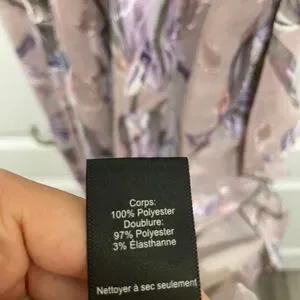 Corps:
100% Polyester
Doublure:
97% Polyester
3% Élasthanne
Nettoyer à sec seulement